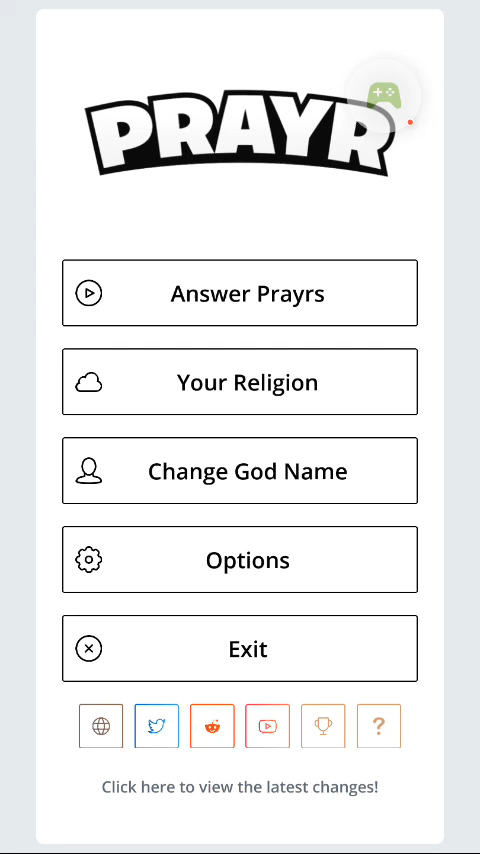 PRAYR
Answer Prayrs
Your Religion
Change God Name
Options
Exit
?
Click here to view the latest changes!